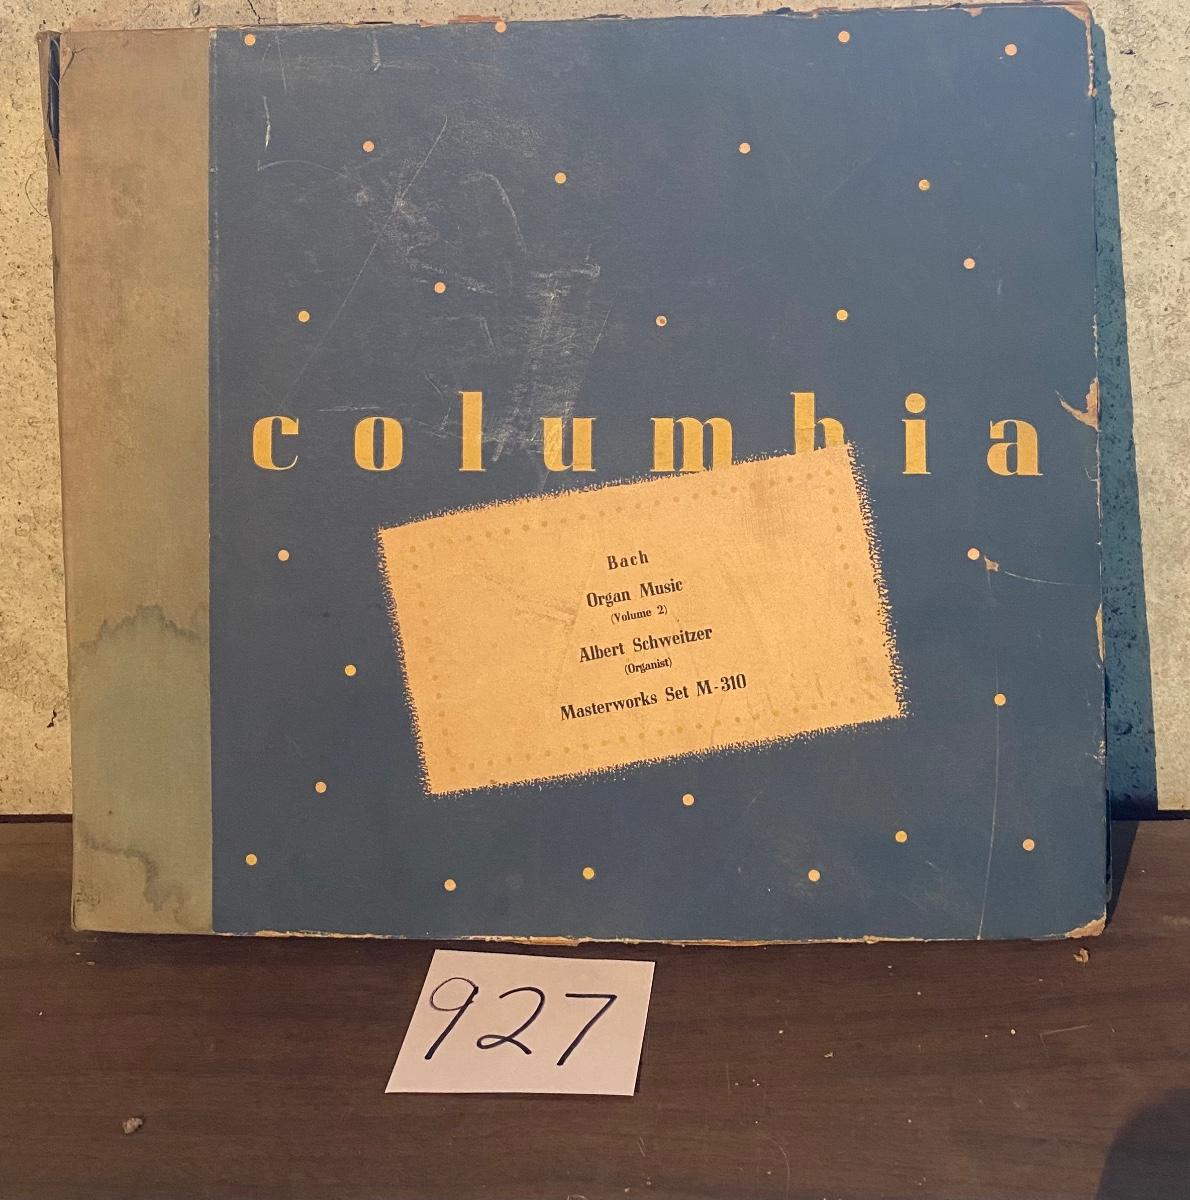 columbia
Bach
Organ Music
(Volume 2)
Albert Schweitzer
(Organist)
Masterworks Set M-310
927